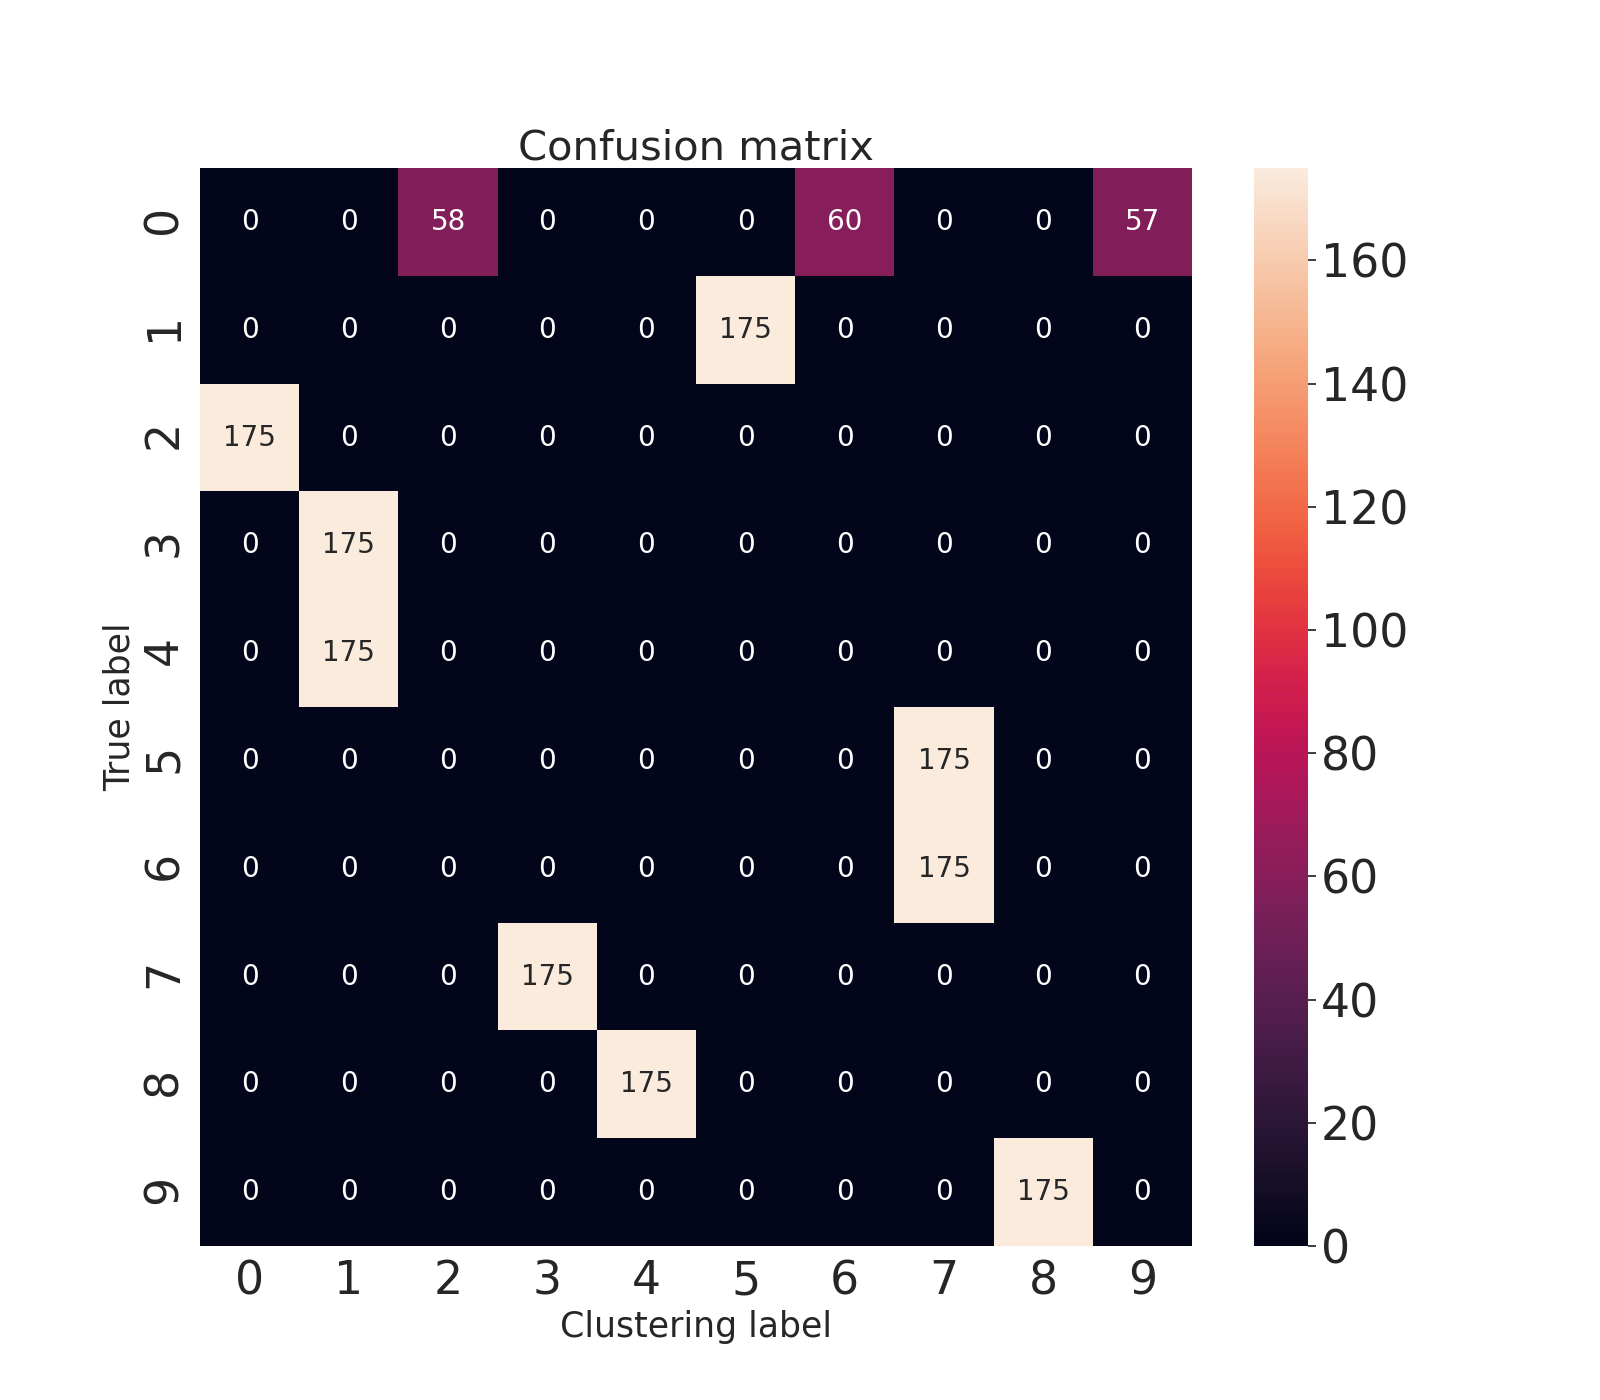 Confusion matrix
0 0 0 58 0 0 0 60 0 0 57
1 0 0 0 0 0 175 0 0 0 0
2 175 0 0 0 0 0 0 0 0 0
3 0 175 0 0 0 0 0 0 0 0
4 0 175 0 0 0 0 0 0 0 0
5 0 0 0 0 0 0 0 175 0 0
6 0 0 0 0 0 0 0 175 0 0
7 0 0 0 175 0 0 0 0 0 0
8 0 0 0 0 175 0 0 0 0 0
9 0 0 0 0 0 0 0 0 175 0
0 1 2 3 4 5 6 7 8 9
Clustering label
True label
160
140
120
100
80
60
40
20
0